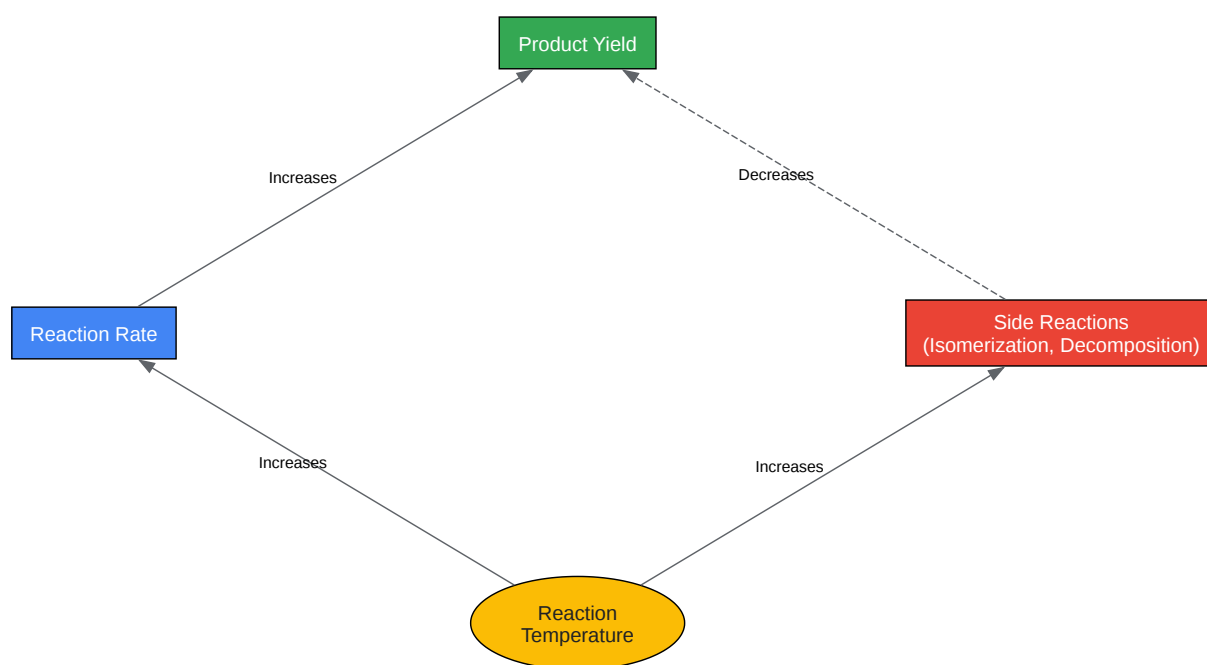 Product Yield
Increases
Decreases
Reaction Rate
Side Reactions
(Isomerization, Decomposition)
Increases
Increases
Reaction
Temperature